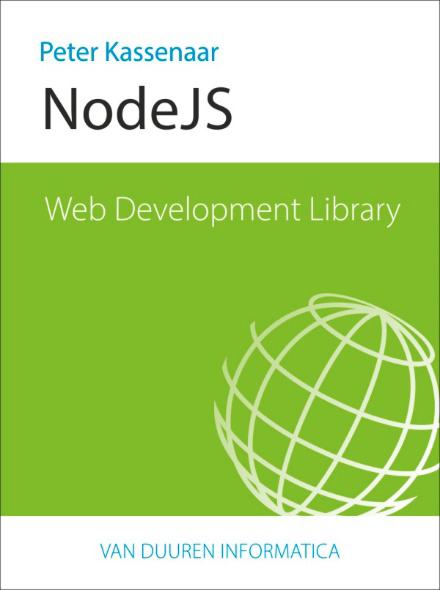 Peter Kassenaar
NodeJS
Web Development Library
VAN DUUREN INFORMATICA